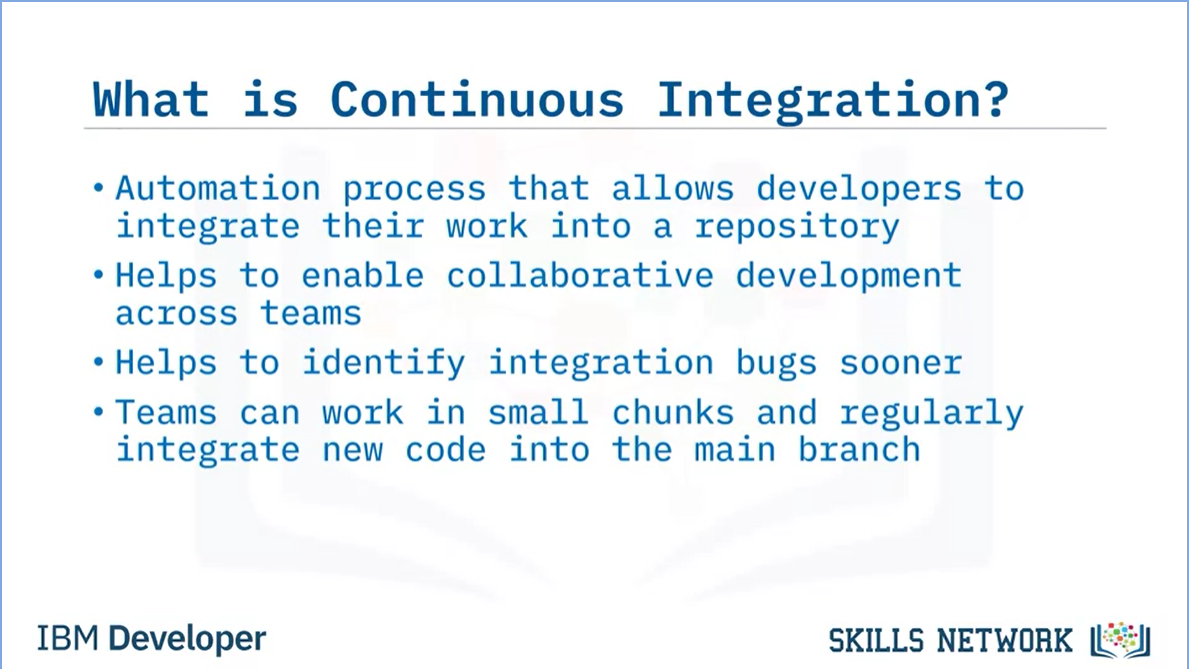 What is Continuous Integration?
• Automation process that allows developers to
integrate their work into a repository
• Helps to enable collaborative development
across teams
• Helps to identify integration bugs sooner
• Teams can work in small chunks and regularly
integrate new code into the main branch
IBM Developer
SKILLS NETWORK